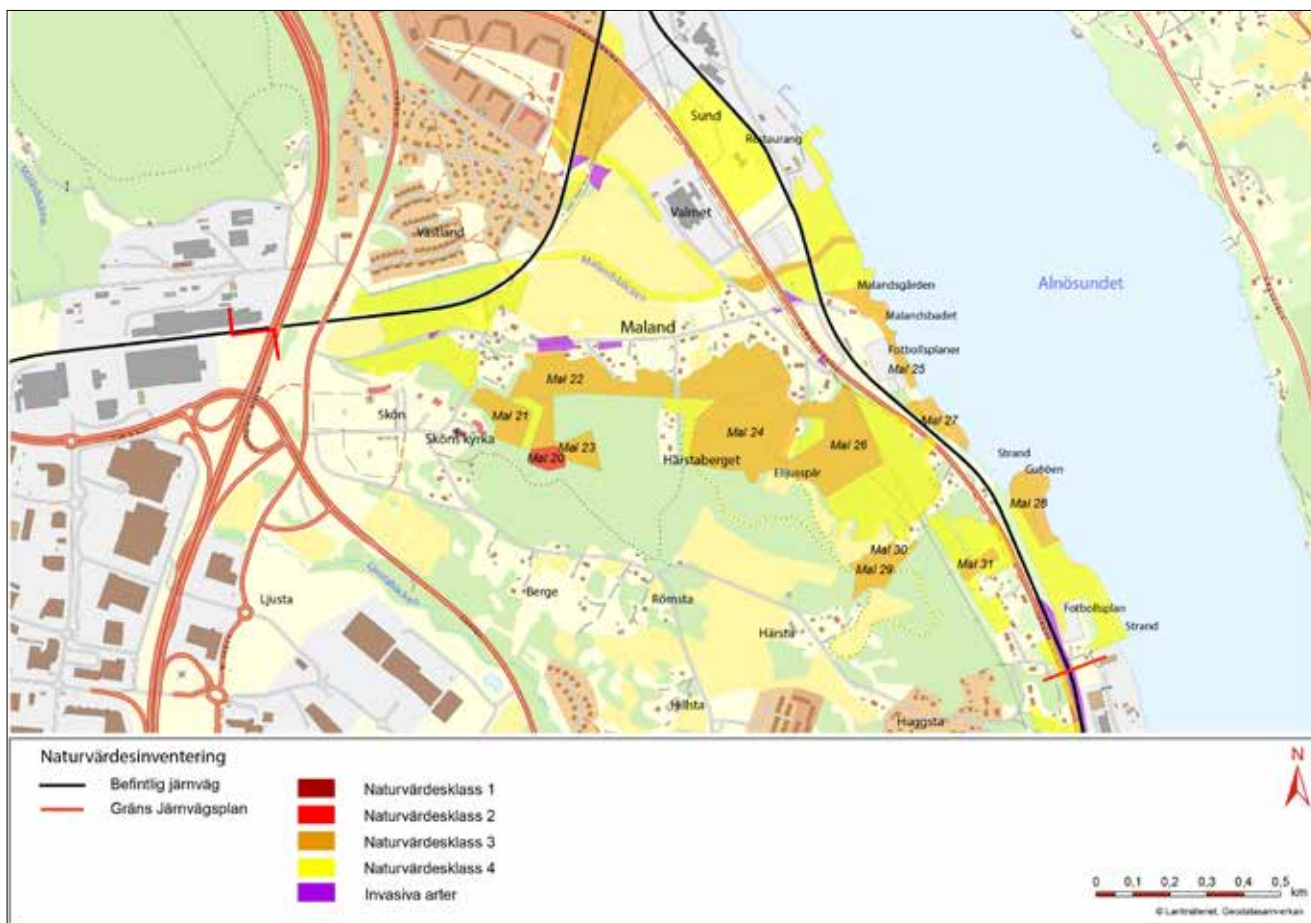 Sund
Restaurang
Valmet
Västland
Malandsbäcken
Malandsgården
Alnösundet
Malandsbadet
Maland
Fotbollsplaner
Mal 25
Mal 22
Skön
Mal 21
Mal 27
Sköns kyrka
Mal 23
Mal 24
Mal 26
Mal 20
Härstaberget
Strand
Elljusspår
Gubben
Mal 28
Mal 30
Mal 31
Mal 29
Ljustabäcken
Berge
Römsta
Ljusta
Fotbollsplan
Strand
Härsta
Hillsta
Huggsta
Naturvärdesinventering
Befintlig järnväg
Gräns Järnvägsplan
Naturvärdesklass 1
Naturvärdesklass 2
Naturvärdesklass 3
Naturvärdesklass 4
Invasiva arter
N
0 0,1 0,2 0,3 0,4 0,5
km
© Lantmäteriet, Geodatasamverkan